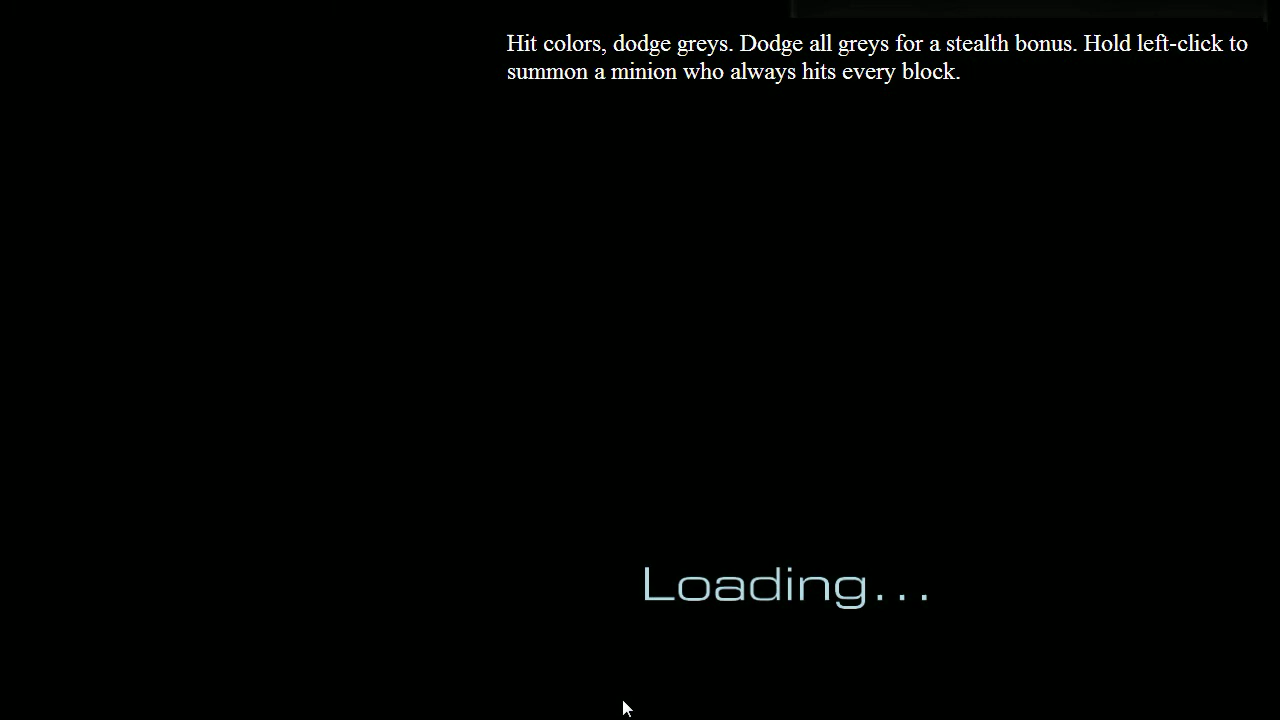 Hit colors, dodge greys. Dodge all greys for a stealth bonus. Hold left-click to
summon a minion who always hits every block.
Loading...